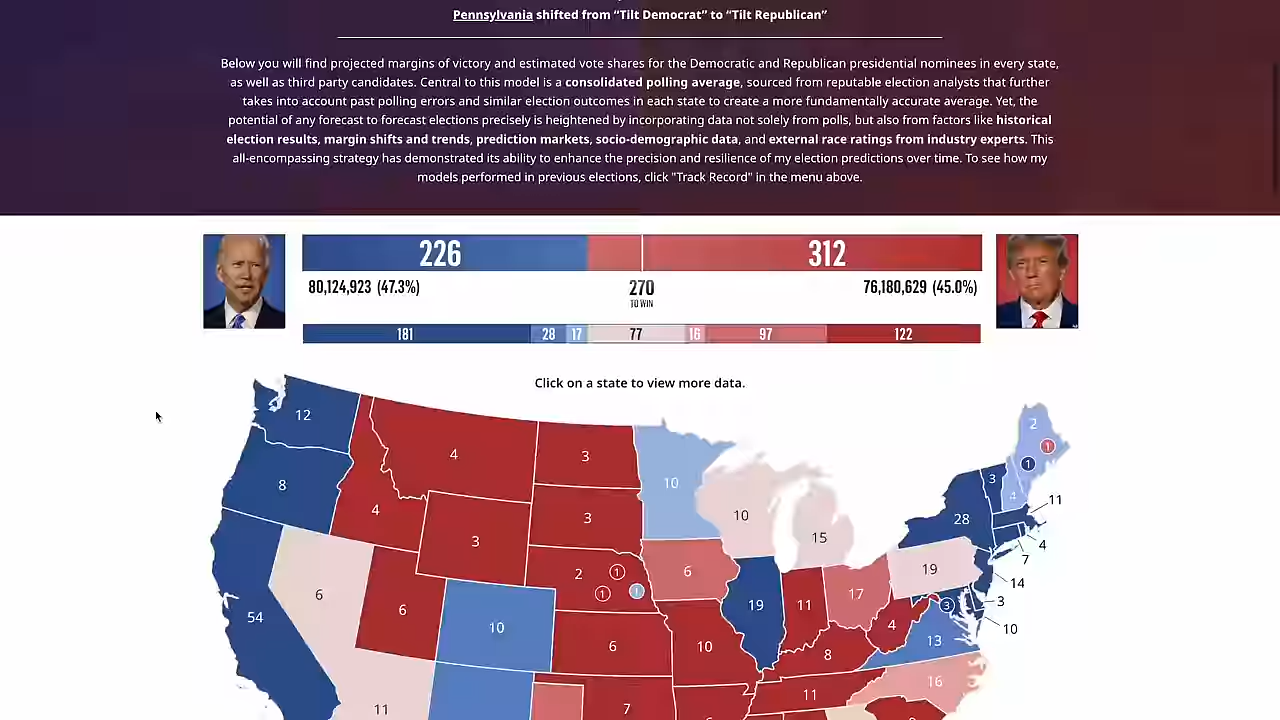 Pennsylvania shifted from “Tilt Democrat” to “Tilt Republican”
Below you will find projected margins of victory and estimated vote shares for the Democratic and Republican presidential nominees in every state,
as well as third party candidates. Central to this model is a consolidated polling average, sourced from reputable election analysts that further
takes into account past polling errors and similar election outcomes in each state to create a more fundamentally accurate average. Yet, the
potential of any forecast to forecast elections precisely is heightened by incorporating data not solely from polls, but also from factors like historical
election results, margin shifts and trends, prediction markets, socio-demographic data, and external race ratings from industry experts. This
all-encompassing strategy has demonstrated its ability to enhance the precision and resilience of my election predictions over time. To see how my
models performed in previous elections, click "Track Record" in the menu above.
226 312
80,124,923 (47.3%) 270 76,180,629 (45.0%)
TO WIN
181 28 17 77 16 97 122
Click on a state to view more data.
12 2
4 3 10 1
1
8 3
4 3 10 4 11
28
3 15 4
7
2 1 6 19
1 1 14
6 6 19 11 17 3 3
54 10 4 10
6 10 8 13
11 7 11 16